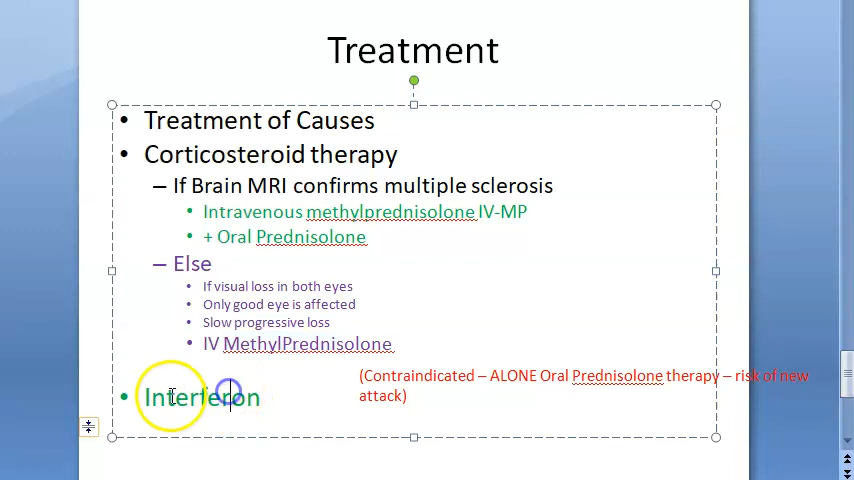 Treatment
• Treatment of Causes
• Corticosteroid therapy
– If Brain MRI confirms multiple sclerosis
• Intravenous methylprednisolone IV-MP
• + Oral Prednisolone
– Else
• If visual loss in both eyes
• Only good eye is affected
• Slow progressive loss
• IV MethylPrednisolone
(Contraindicated – ALONE Oral Prednisolone therapy – risk of new
attack)
• Interferon